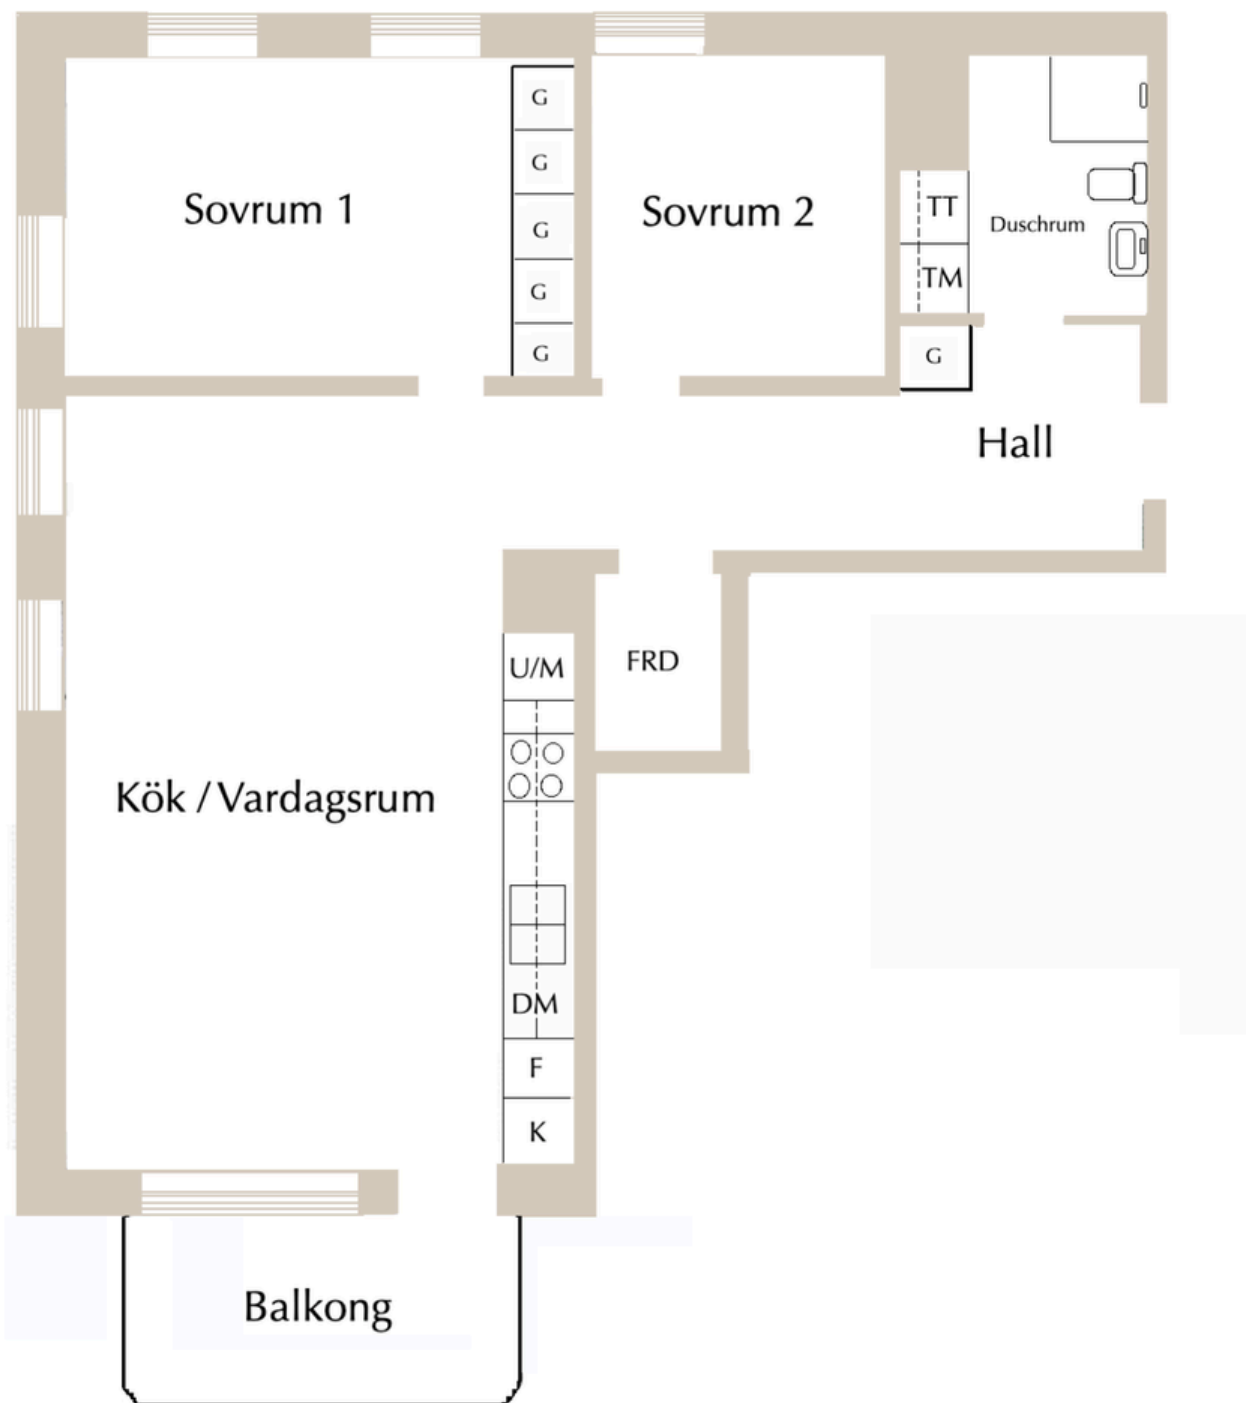 G
G
G
G
G
Sovrum 1
Sovrum 2
TT
TM
Duschrum
G
Hall
U/M
FRD
Kök / Vardagsrum
DM
F
K
Balkong